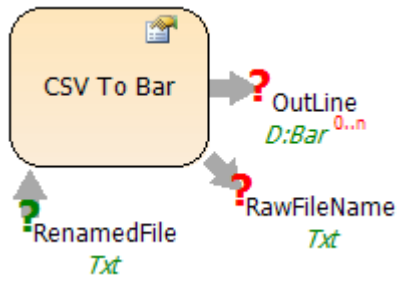 CSV To Bar
? OutLine
D:Bar 0..n
? RawFileName
Txt
? RenamedFile
Txt